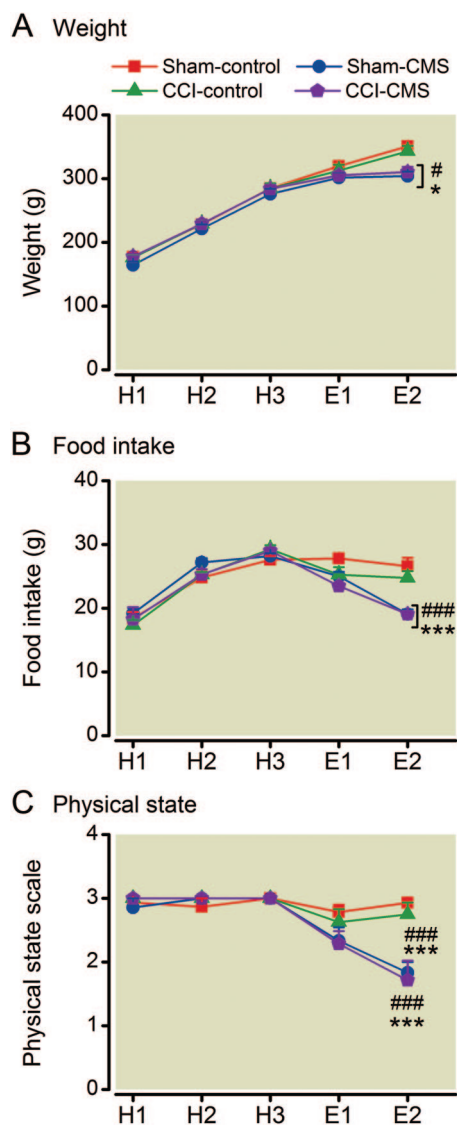 A Weight
Sham-control Sham-CMS
CCI-control CCI-CMS
400
300
200
100
0
Weight (g)
#
*
H1 H2 H3 E1 E2
B Food intake
40
30
20
10
0
Food intake (g)
###
***
H1 H2 H3 E1 E2
C Physical state
4
3
2
1
0
Physical state scale
###
***
###
***
H1 H2 H3 E1 E2